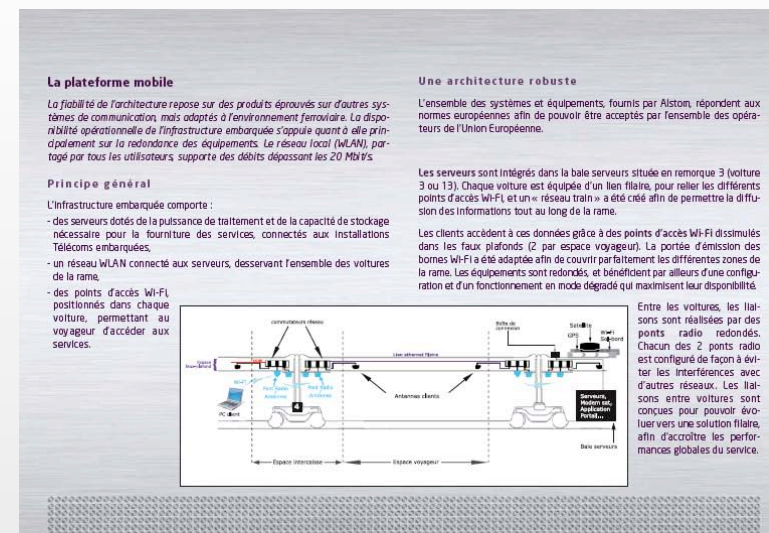 La plateforme mobile
La fiabilité de l'architecture repose sur des produits éprouvés sur d'autres sys-
tèmes de communication, mais adaptés à l'environnement ferroviaire. La dispo-
nibilité opérationnelle de l'infrastructure embarquée s'appuie quant à elle prin-
cipalement sur la redondance des équipements. Le réseau local (WLAN), par-
tagé par tous les utilisateurs, supporte des débits dépassant les 20 Mbit/s.
Principe général
L'infrastructure embarquée comporte :
- des serveurs dotés de la puissance de traitement et de la capacité de stockage
nécessaire pour la fourniture des services, connectés aux installations
Télécoms embarquées,
- un réseau WLAN connecté aux serveurs, desservant l'ensemble des voitures
de la rame,
- des points d'accès Wi-Fi,
positionnés dans chaque
voiture, permettant au
voyageur d'accéder aux
services.
Une architecture robuste
L'ensemble des systèmes et équipements, fournis par Alstom, répondent aux
normes européennes afin de pouvoir être acceptés par l'ensemble des opéra-
teurs de l'Union Européenne.
Les serveurs sont intégrés dans la baie serveurs située en remorque 3 (voiture
3 ou 13). Chaque voiture est équipée d'un lien filaire, pour relier les différents
points d'accès Wi-Fi, et un « réseau train » a été créé afin de permettre la diffu-
sion des informations tout au long de la rame.
Les clients accèdent à ces données grâce à des points d'accès Wi-Fi dissimulés
dans les faux plafonds (2 par espace voyageur). La portée d'émission des
bornes Wi-Fi a été adaptée afin de couvrir parfaitement les différentes zones de
la rame. Les équipements sont redondés, et bénéficient par ailleurs d'une configu-
ration et d'un fonctionnement en mode dégradé qui maximisent leur disponibilité.
Entre les voitures, les liai-
sons sont réalisées par des
ponts radio redondés.
Chacun des 2 ponts radio
est configuré de façon à évi-
ter les interférences avec
d'autres réseaux. Les liai-
sons entre voitures sont
conçues pour pouvoir évo-
luer vers une solution filaire,
afin d'accroître les perfor-
mances globales du service.
commutateurs réseau
Boîte de
connexion
Satellite
GPS
Wi-Fi
Sol-bord
Lien ethernet filaire
Wi-Fi
Pont Radio
Antennes
Pont Radio
Antennes
Antennes clients
PC client
4
Serveurs,
Modem sat,
Application
Portail...
Baie serveurs
Espace intercaisse
Espace voyageur